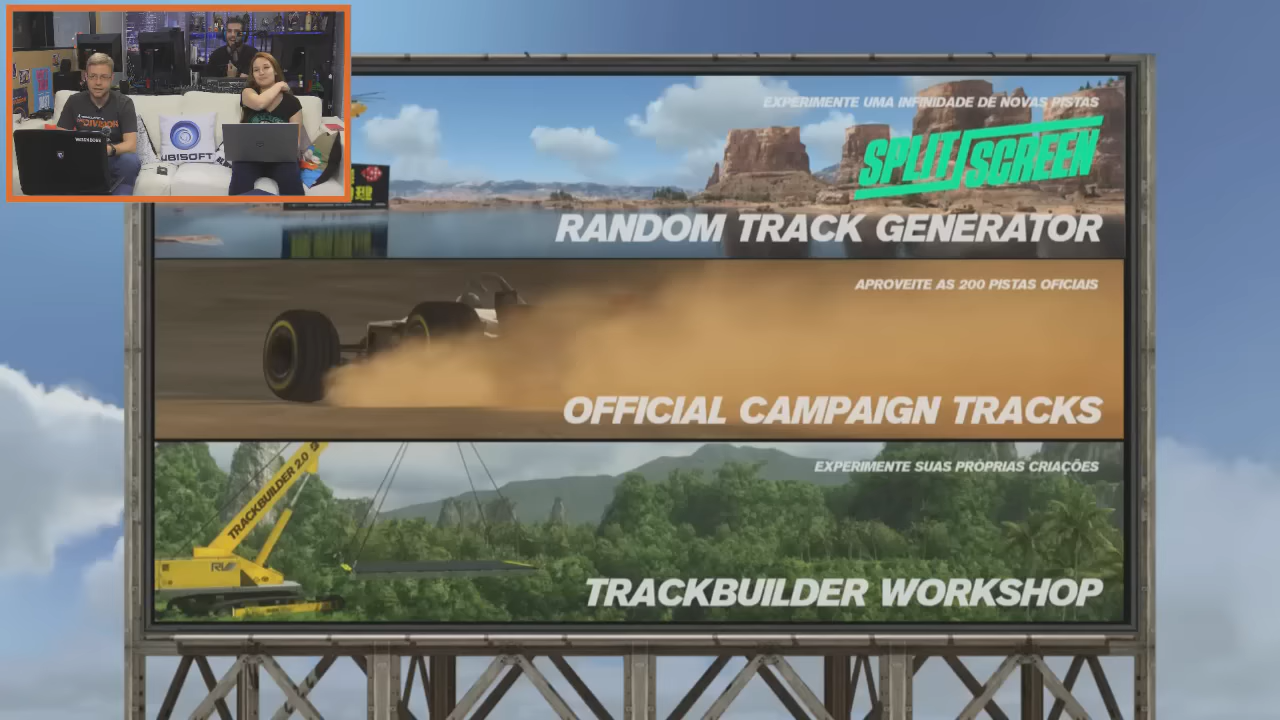 EXPERIMENTE UMA INFINIDADE DE NOVAS PISTAS
SPLIT SCREEN
RANDOM TRACK GENERATOR
APROVEITE AS 200 PISTAS OFICIAIS
OFFICIAL CAMPAIGN TRACKS
TRACKBUILDER 2.0
EXPERIMENTE SUAS PRÓPRIAS CRIAÇÕES
TRACKBUILDER WORKSHOP
DIVISION
UBISOFT